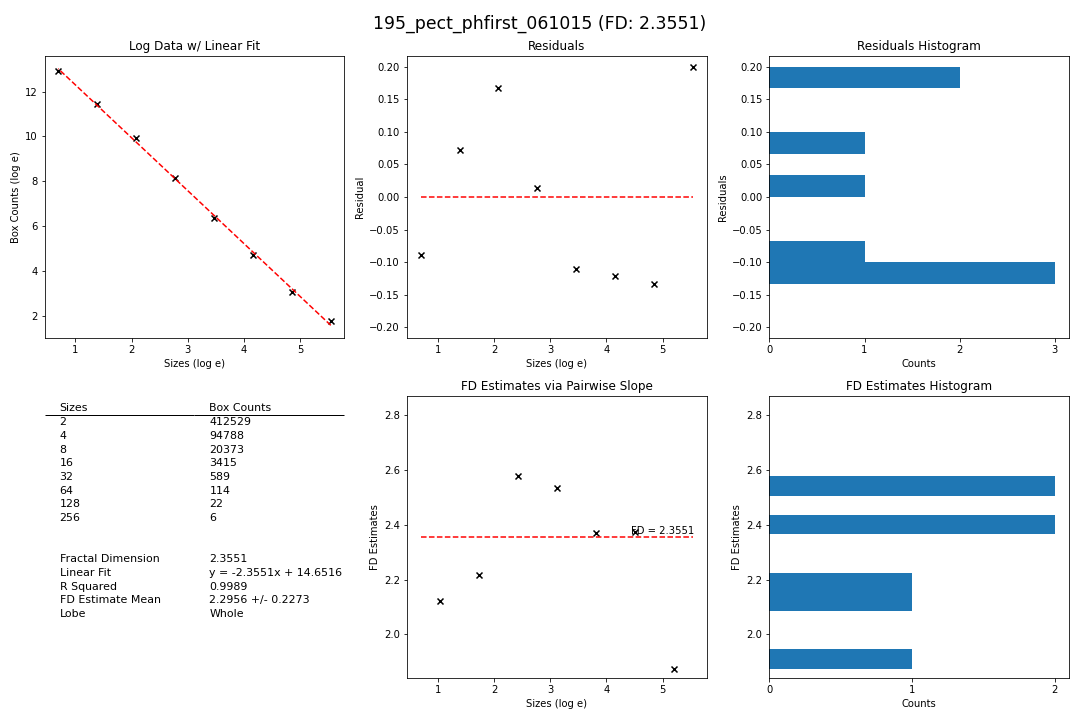 195_pect_phfirst_061015 (FD: 2.3551)
Log Data w/ Linear Fit
Box Counts (log e)
12
10
8
6
4
2
1 2 3 4 5
Sizes (log e)
Residuals
Residual
0.20
0.15
0.10
0.05
0.00
−0.05
−0.10
−0.15
−0.20
1 2 3 4 5
Sizes (log e)
Residuals Histogram
Residuals
0.20
0.15
0.10
0.05
0.00
−0.05
−0.10
−0.15
−0.20
0 1 2 3
Counts
Sizes Box Counts
2 412529
4 94788
8 20373
16 3415
32 589
64 114
128 22
256 6
Fractal Dimension 2.3551
Linear Fit y = -2.3551x + 14.6516
R Squared 0.9989
FD Estimate Mean 2.2956 +/- 0.2273
Lobe Whole
FD Estimates via Pairwise Slope
FD Estimates
2.8
2.6
2.4
2.2
2.0
FD = 2.3551
1 2 3 4 5
Sizes (log e)
FD Estimates Histogram
FD Estimates
2.8
2.6
2.4
2.2
2.0
0 1 2
Counts